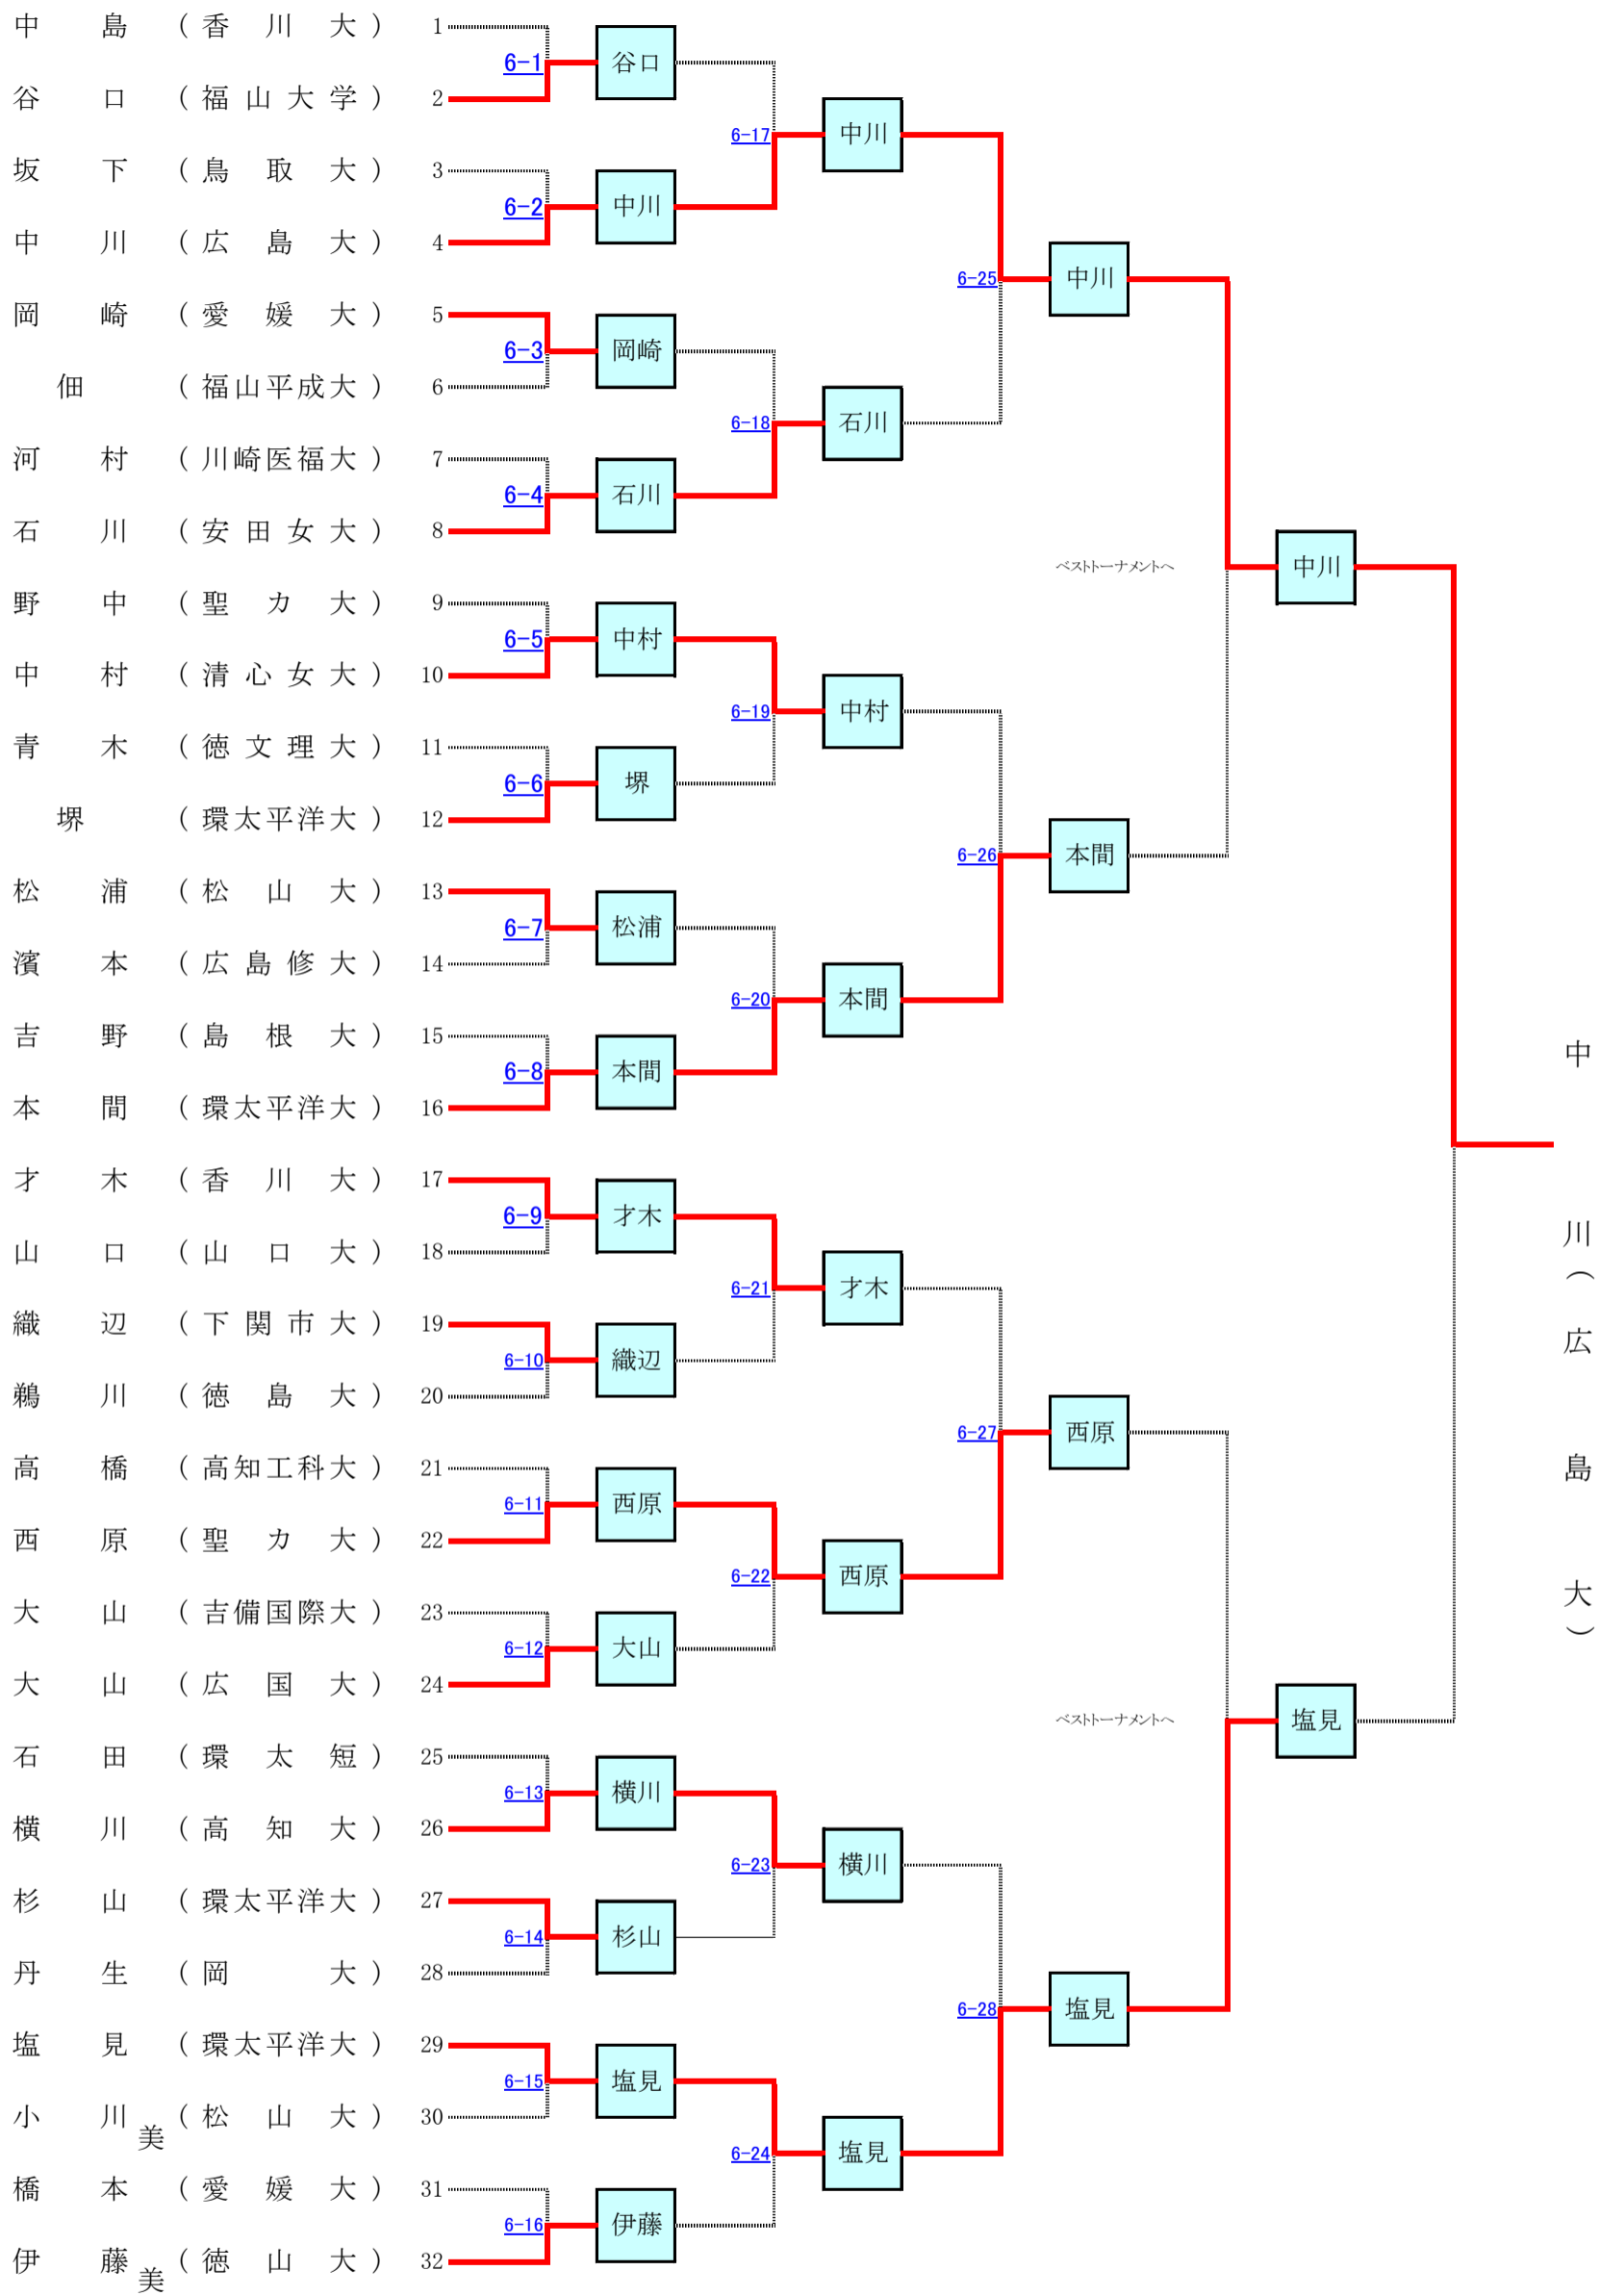 中島（香川大） 1
谷口
6-1
谷口（福山大学） 2
6-17
中川
坂下（鳥取大） 3
6-2
中川
中川（広島大） 4
6-25
中川
岡崎（愛媛大） 5
6-3
岡崎
佃（福山平成大） 6
6-18
石川
河村（川崎医福大） 7
6-4
石川
石川（安田女大） 8
ベストトーナメントへ
中川
野中（聖カ大） 9
6-5
中村
中村（清心女大） 10
6-19
中村
青木（徳文理大） 11
6-6
堺
堺（環太平洋大） 12
6-26
本間
松浦（松山大） 13
6-7
松浦
濱本（広島修大） 14
6-20
本間
吉野（島根大） 15
6-8
本間
本間（環太平洋大） 16
中川（広島大）
才木（香川大） 17
6-9
才木
山口（山口大） 18
6-21
才木
織辺（下関市大） 19
6-10
織辺
鵜川（徳島大） 20
6-27
西原
高橋（高知工科大） 21
6-11
西原
西原（聖カ大） 22
6-22
西原
大山（吉備国際大） 23
6-12
大山
大山（広国大） 24
ベストトーナメントへ
塩見
石田（環太短） 25
6-13
横川
横川（高知大） 26
6-23
横川
杉山（環太平洋大） 27
6-14
杉山
丹生（岡大） 28
6-28
塩見
塩見（環太平洋大） 29
6-15
塩見
小川美（松山大） 30
6-24
塩見
橋本（愛媛大） 31
6-16
伊藤
伊藤美（徳山大） 32